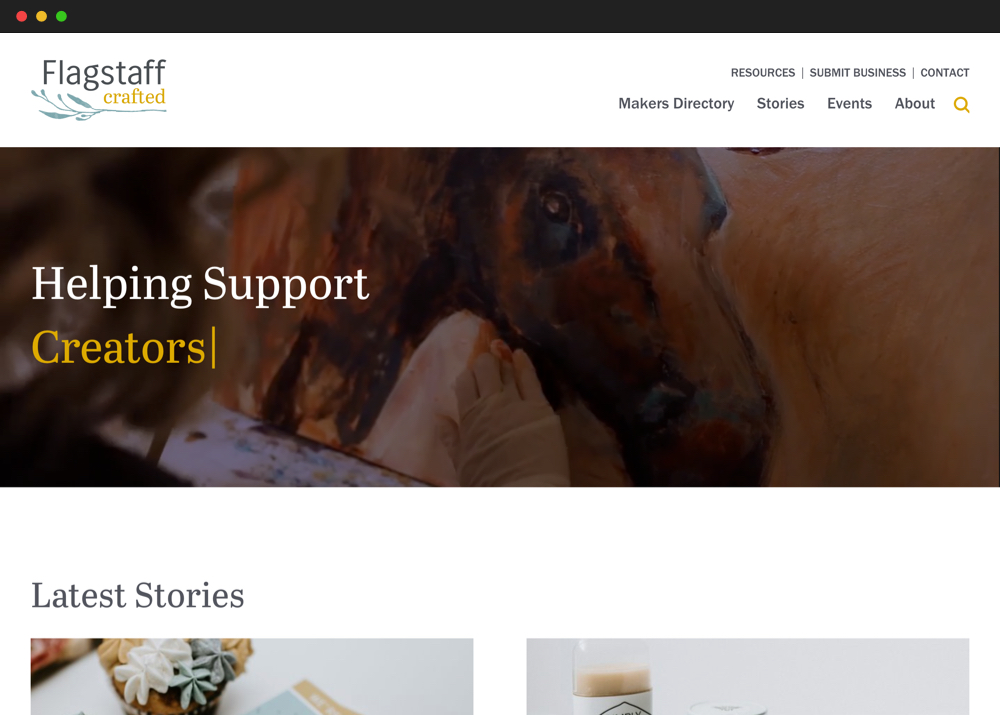 Flagstaff
crafted
RESOURCES | SUBMIT BUSINESS | CONTACT
Makers Directory Stories Events About
Helping Support
Creators|
Latest Stories